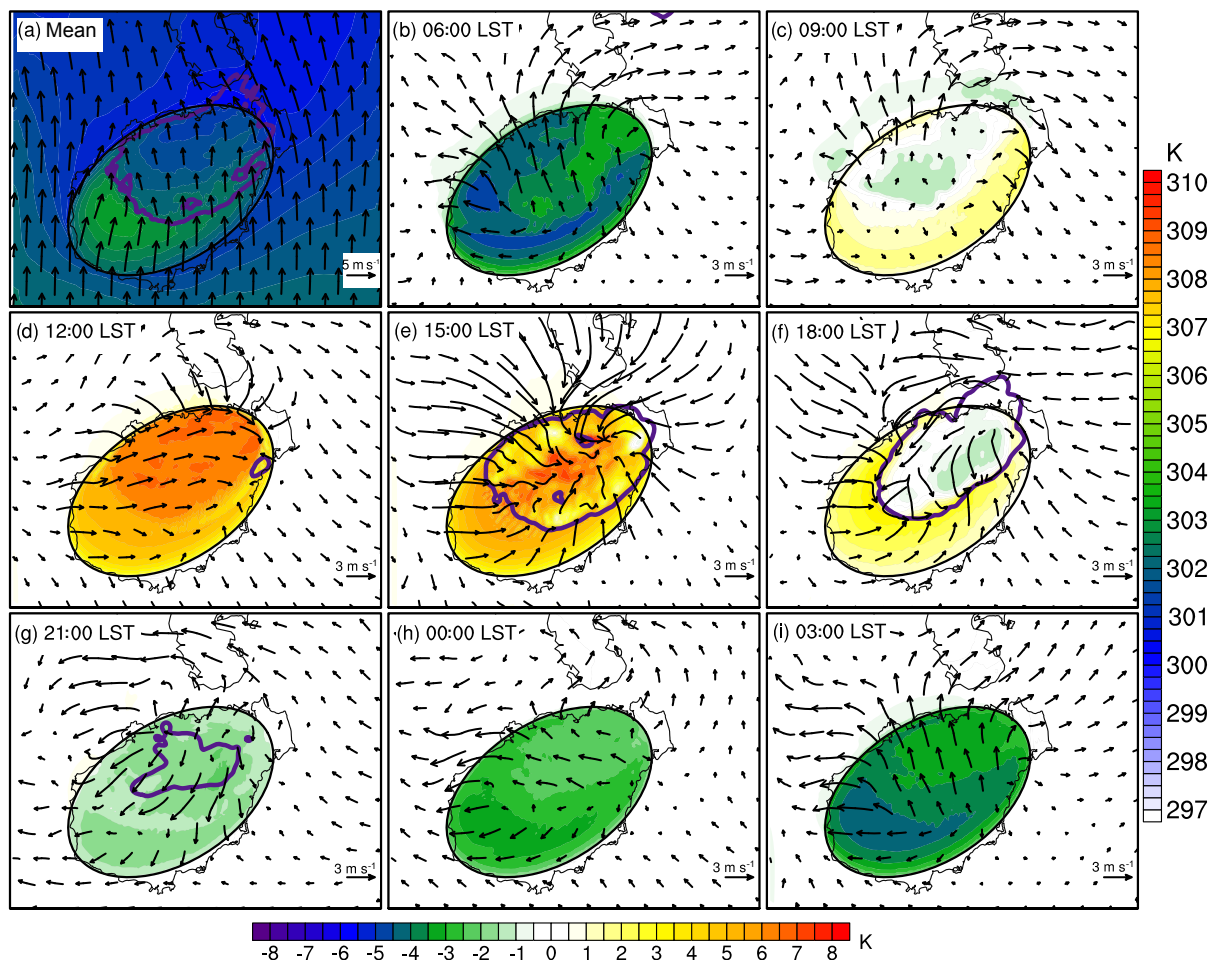 (a) Mean
5 m s-1
(b) 06:00 LST
3 m s-1
(c) 09:00 LST
3 m s-1
(d) 12:00 LST
3 m s-1
(e) 15:00 LST
3 m s-1
(f) 18:00 LST
3 m s-1
(g) 21:00 LST
3 m s-1
(h) 00:00 LST
3 m s-1
(i) 03:00 LST
3 m s-1
K
310
309
308
307
306
305
304
303
302
301
300
299
298
297
-8 -7 -6 -5 -4 -3 -2 -1 0 1 2 3 4 5 6 7 8 K